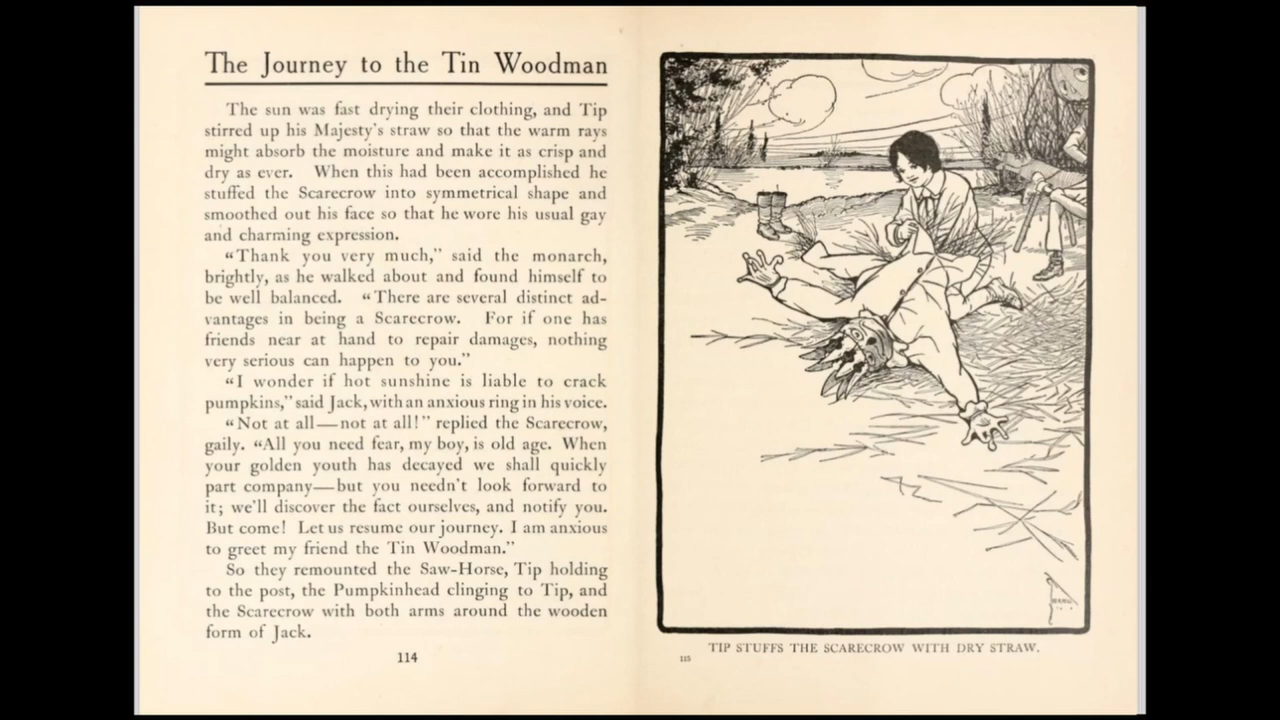 The Journey to the Tin Woodman
The sun was fast drying their clothing, and Tip
stirred up his Majesty's straw so that the warm rays
might absorb the moisture and make it as crisp and
dry as ever. When this had been accomplished he
stuffed the Scarecrow into symmetrical shape and
smoothed out his face so that he wore his usual gay
and charming expression.
“Thank you very much,” said the monarch,
brightly, as he walked about and found himself to
be well balanced. “There are several distinct ad-
vantages in being a Scarecrow. For if one has
friends near at hand to repair damages, nothing
very serious can happen to you.”
“I wonder if hot sunshine is liable to crack
pumpkins,” said Jack, with an anxious ring in his voice.
“Not at all—not at all!” replied the Scarecrow,
gaily. “All you need fear, my boy, is old age. When
your golden youth has decayed we shall quickly
part company—but you needn't look forward to
it; we'll discover the fact ourselves, and notify you.
But come! Let us resume our journey. I am anxious
to greet my friend the Tin Woodman.”
So they remounted the Saw-Horse, Tip holding
to the post, the Pumpkinhead clinging to Tip, and
the Scarecrow with both arms around the wooden
form of Jack.
114
TIP STUFFS THE SCARECROW WITH DRY STRAW.
115